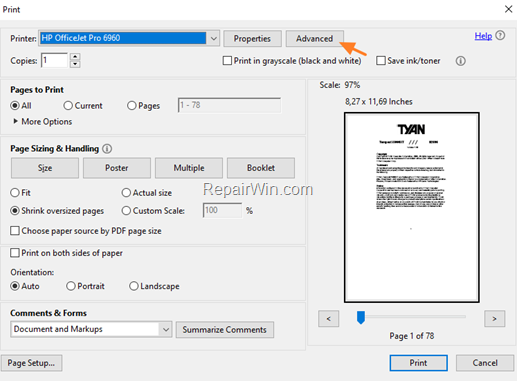 Print
Printer: HP OfficeJet Pro 6960 Properties Advanced Help
Copies: 1 Print in grayscale (black and white) Save ink/toner
Pages to Print
All Current Pages 1 - 78
More Options
Page Sizing & Handling
Size Poster Multiple Booklet
Fit Actual size
Shrink oversized pages Custom Scale: 100 %
Choose paper source by PDF page size
Print on both sides of paper
Orientation:
Auto Portrait Landscape
Comments & Forms
Document and Markups Summarize Comments
Scale: 97%
8,27 x 11,69 Inches
TYAN
< >
Page 1 of 78
Page Setup... Print Cancel
RepairWin.com